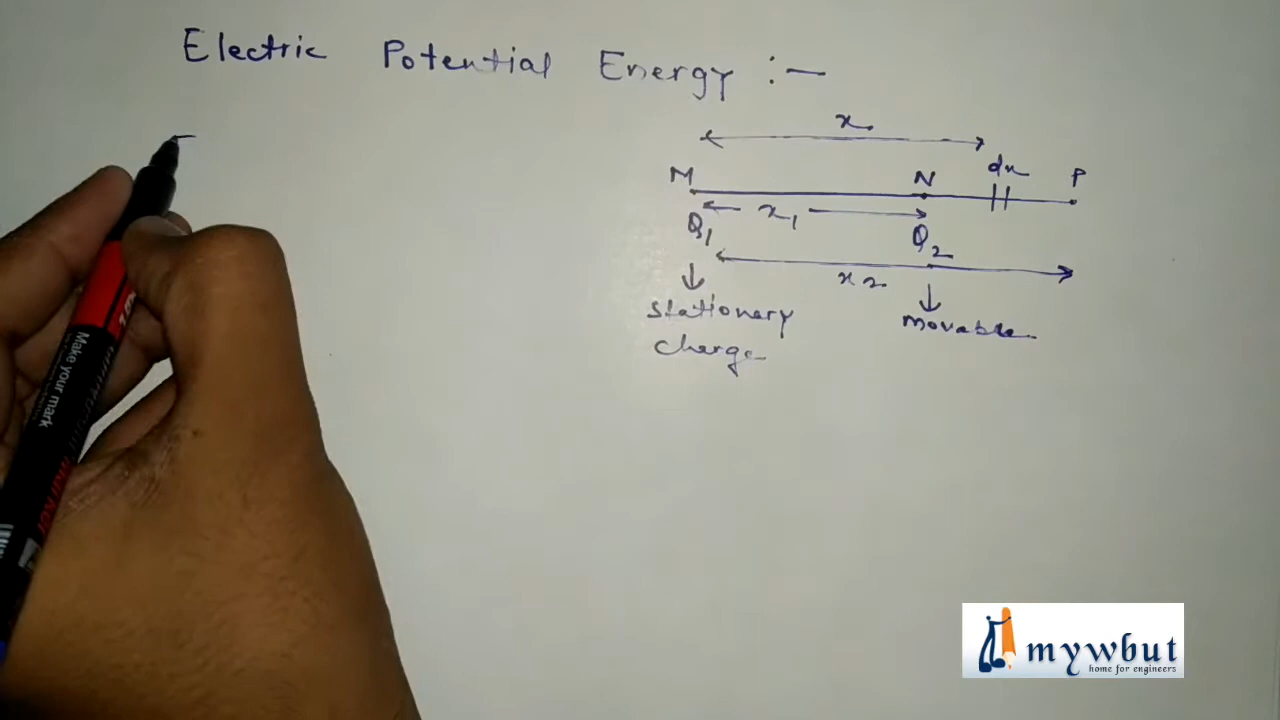 Electric Potential Energy :-
x
M N dx P
x1
Q1 Q2
x2
stationary movable
charge
Make your mark
mywbut
home for engineers